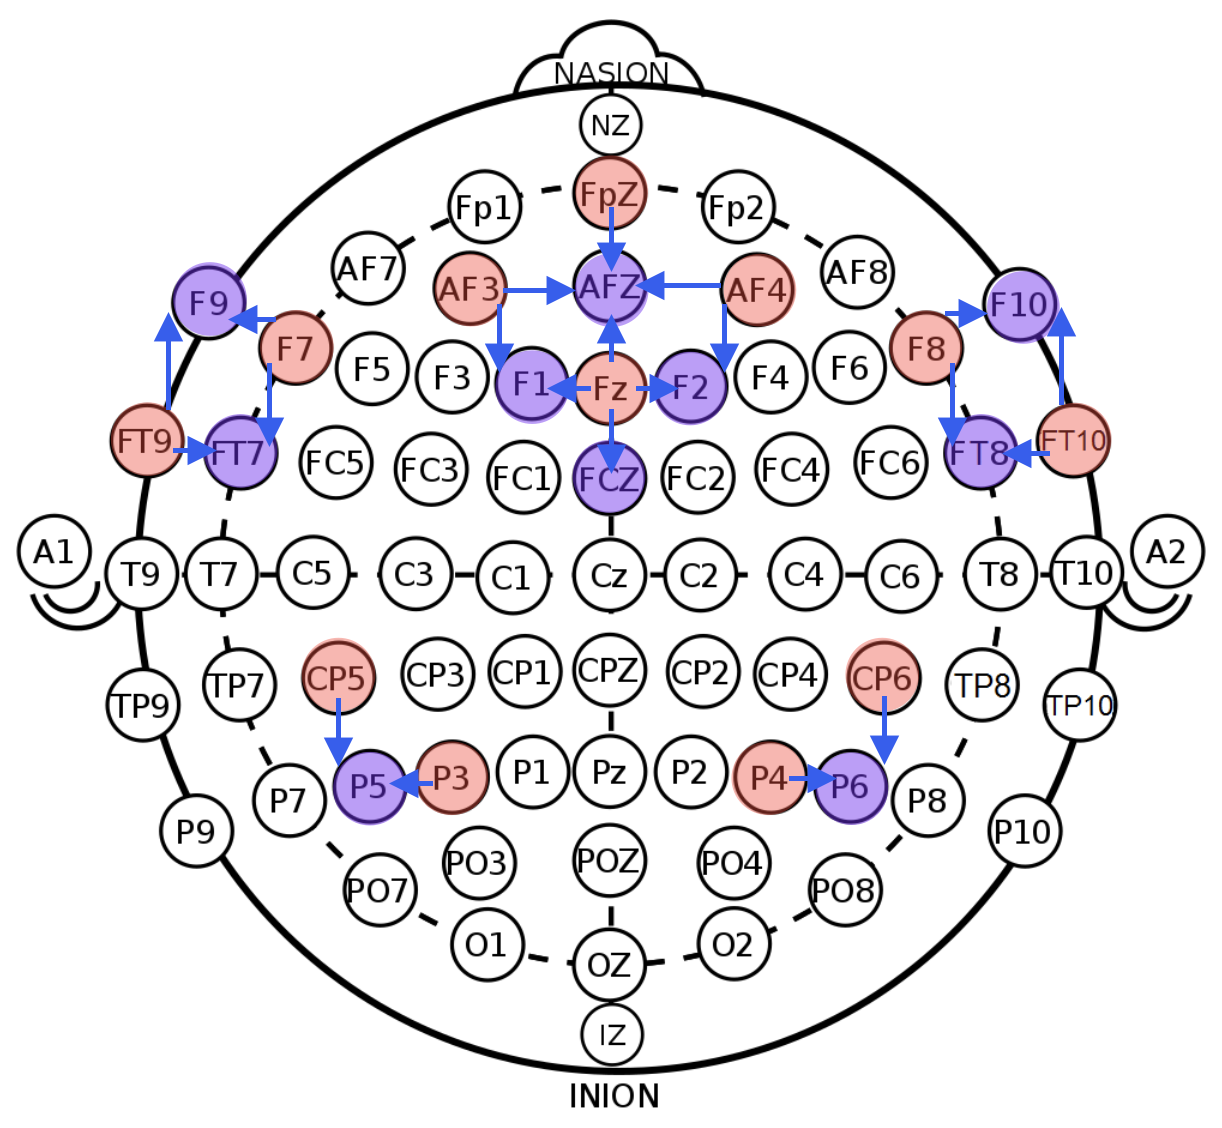 NASION
NZ
FpZ
Fp1 Fp2
AF7 AF3 AFZ AF4 AF8
F9 F7 F5 F3 F1 Fz F2 F4 F6 F8 F10
FT9 FT7 FC5 FC3 FC1 FCZ FC2 FC4 FC6 FT8 FT10
A1 T9 T7 C5 C3 C1 Cz C2 C4 C6 T8 T10 A2
TP9 TP7 CP5 CP3 CP1 CPZ CP2 CP4 CP6 TP8 TP10
P9 P7 P5 P3 P1 Pz P2 P4 P6 P8 P10
PO7 PO3 POZ PO4 PO8
O1 OZ O2
IZ
INION